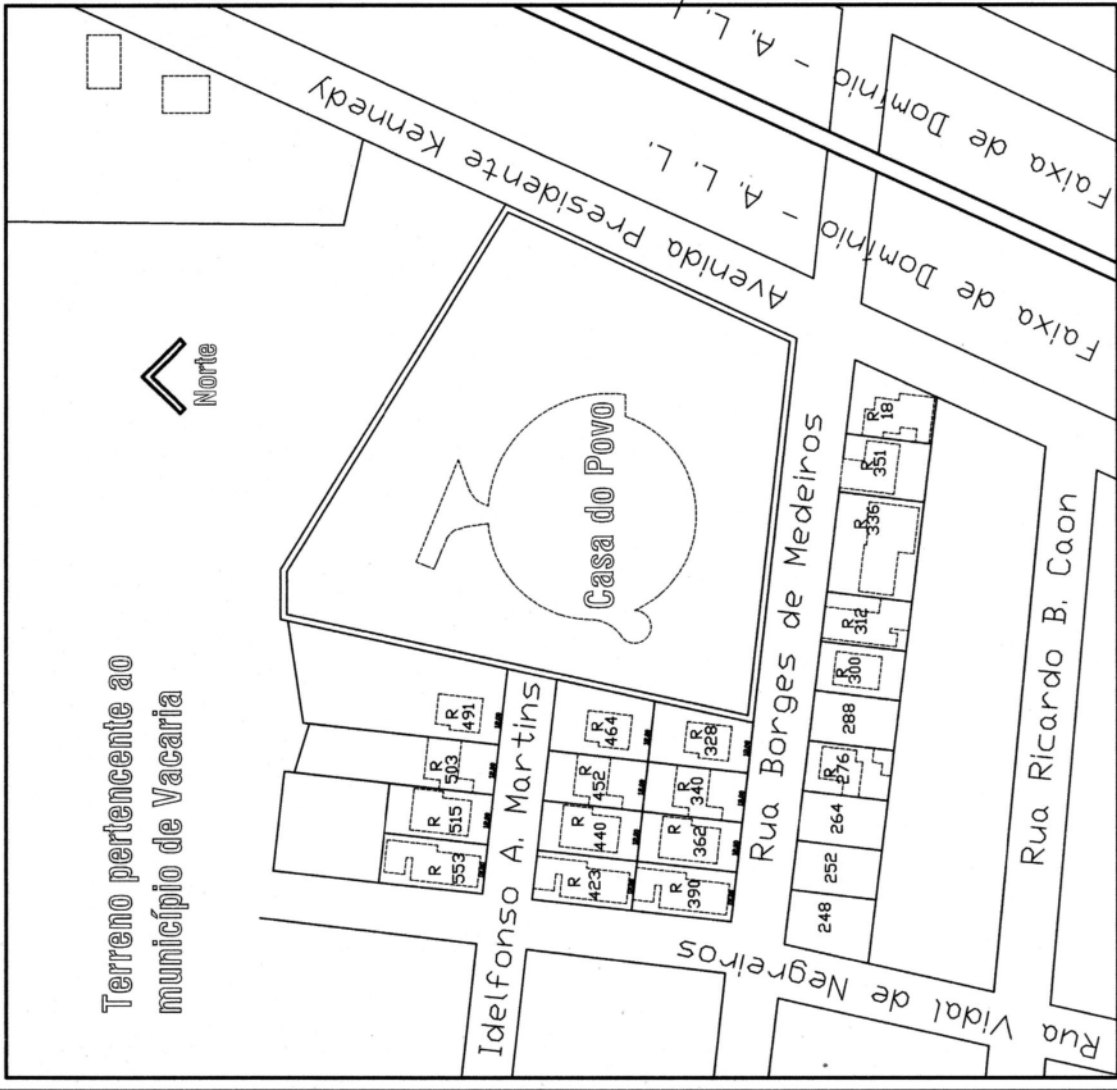 Terreno pertencente ao
município de Vacaria
Norte
Avenida Presidente Kennedy
Faixa de Domínio - A. L. L.
Faixa de Domínio - A. L. L
Casa do Povo
Idelfonso A. Martins
Rua Borges de Medeiros
Rua Ricardo B. Caon
Rua Vidal de Negreiros
R
553
R
515
R
503
R
491
R
423
R
440
R
452
R
464
R
390
R
362
R
340
R
328
248
252
264
R
276
288
R
300
R
312
R
336
R
351
R
18